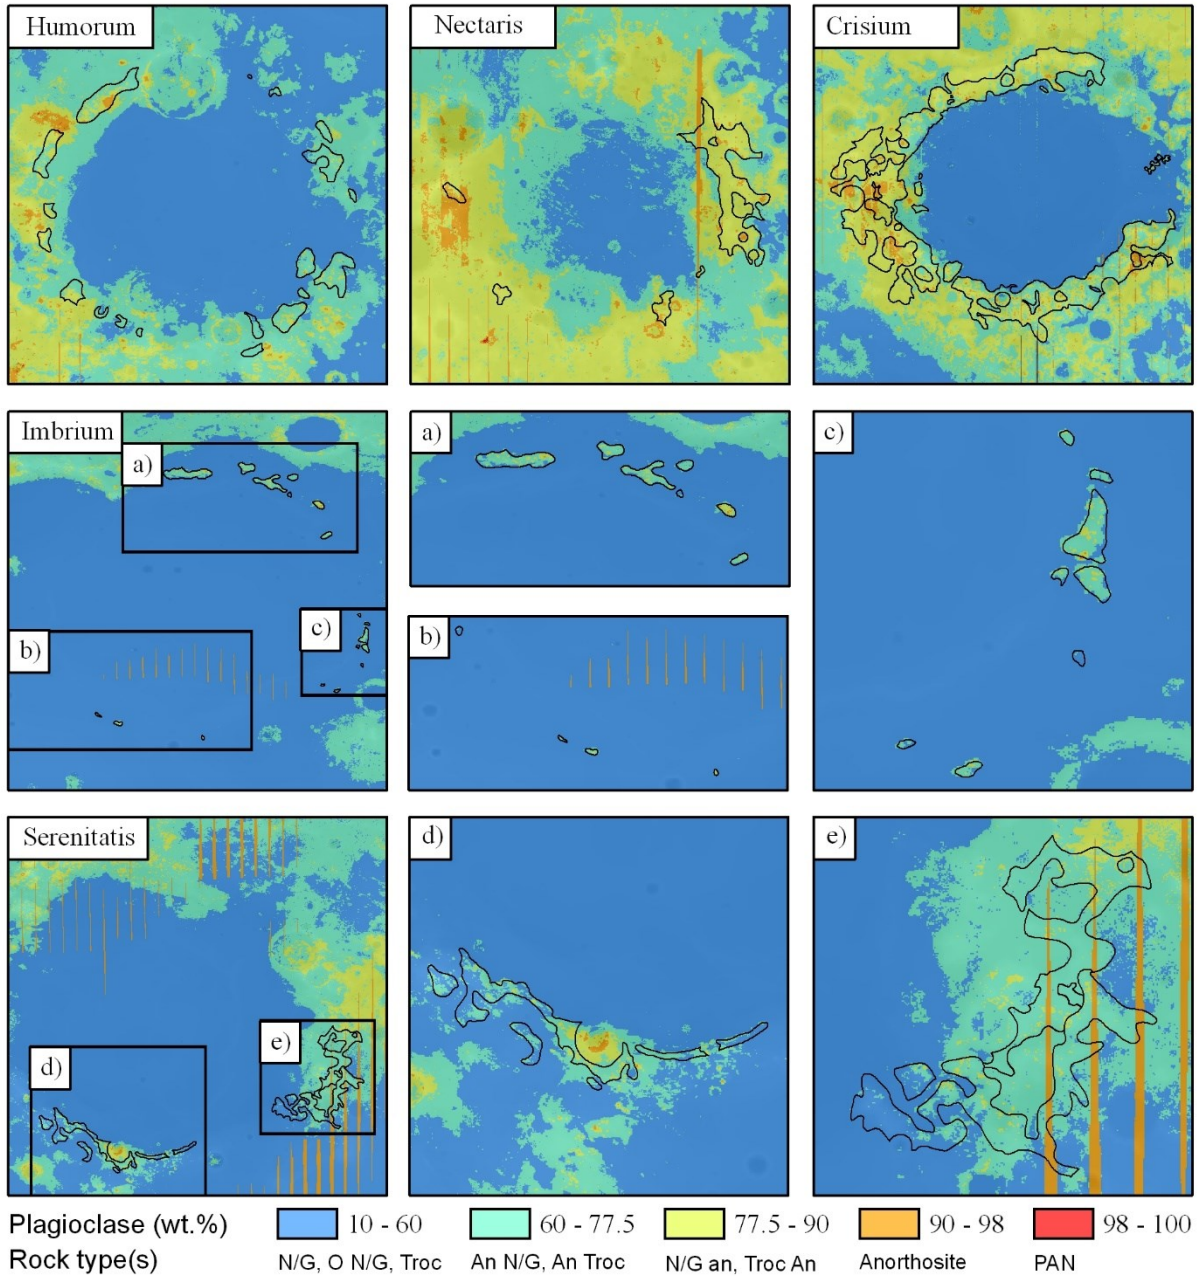 Humorum
Nectaris
Crisium
Imbrium
a)
b)
c)
a)
b)
c)
Serenitatis
d)
e)
d)
e)
Plagioclase (wt.%)
10 - 60
60 - 77.5
77.5 - 90
90 - 98
98 - 100
Rock type(s)
N/G, O N/G, Troc
An N/G, An Troc
N/G an, Troc An
Anorthosite
PAN